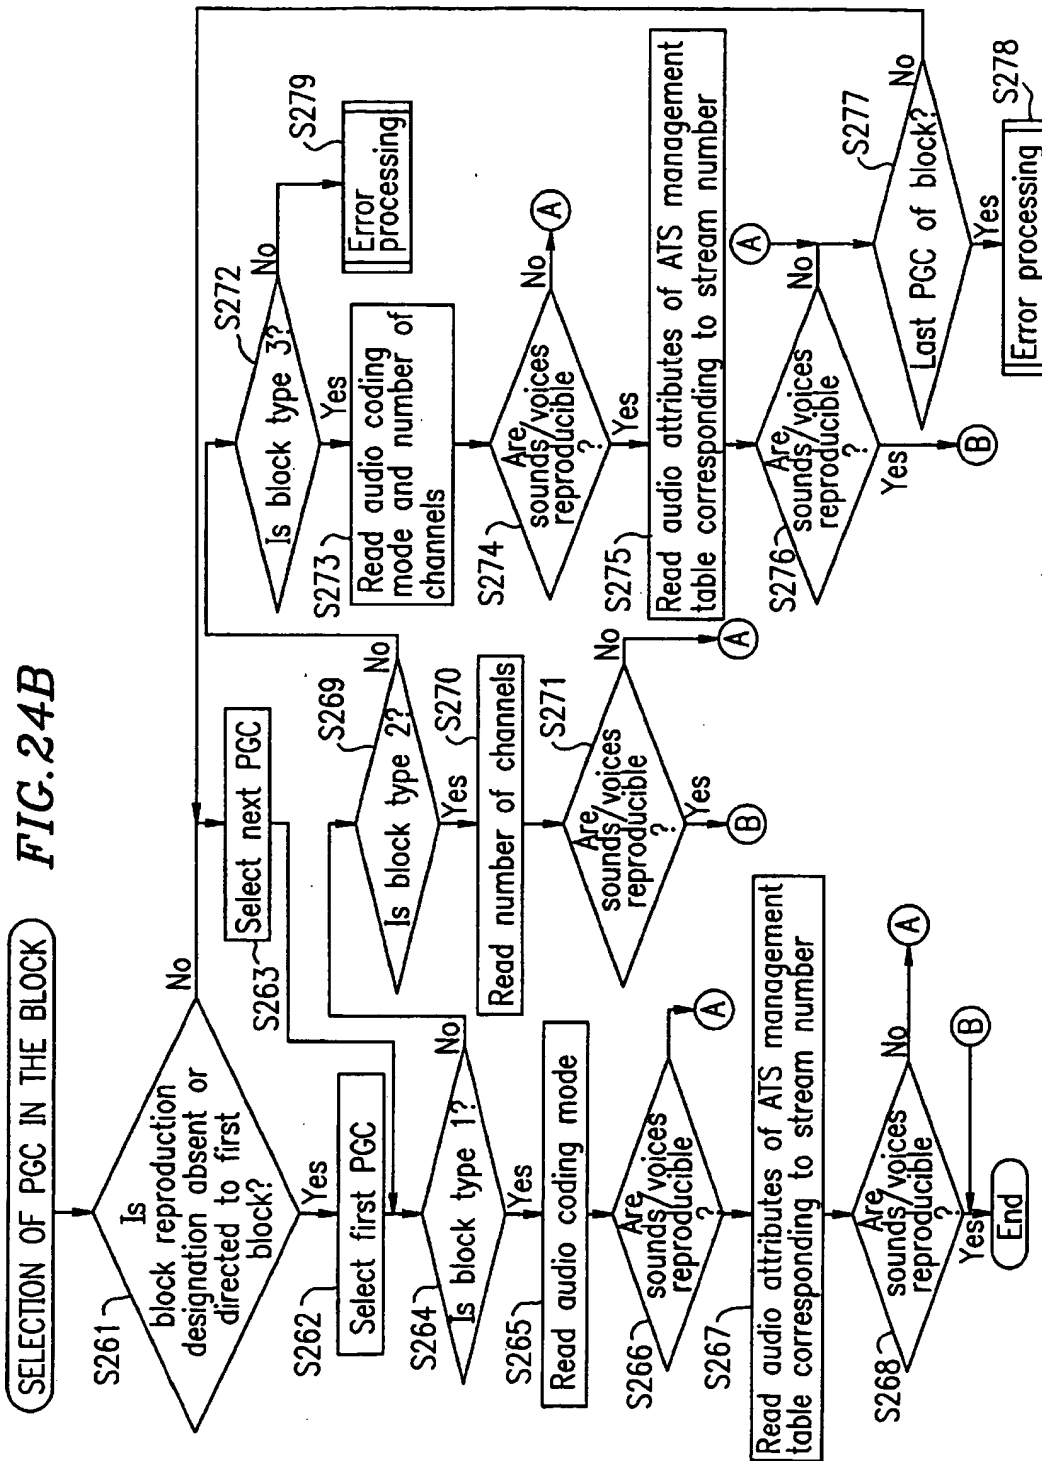 FIG.24B
SELECTION OF PGC IN THE BLOCK
S261
Is
block reproduction
designation absent or
directed to first
block?
No
Yes
S262
Select first PGC
S263
Select next PGC
S264
Is block type 1?
No
Yes
S265
Read audio coding mode
S266
Are
sounds/voices
reproducible
?
A
S267
Read audio attributes of ATS management
table corresponding to stream number
S268
Are
sounds/voices
reproducible
?
No
A
Yes
B
End
S269
Is block type 2?
No
Yes
S270
Read number of channels
S271
Are
sounds/voices
reproducible
?
No
A
Yes
B
S272
Is block type 3?
No
S279
Error
processing
Yes
S273
Read audio coding
mode and number of
channels
S274
Are
sounds/voices
reproducible
?
No
A
Yes
S275
Read audio attributes of ATS management
table corresponding to stream number
S276
Are
sounds/voices
reproducible
?
No
A
Yes
B
S277
Last PGC of block?
No
Yes
S278
Error processing